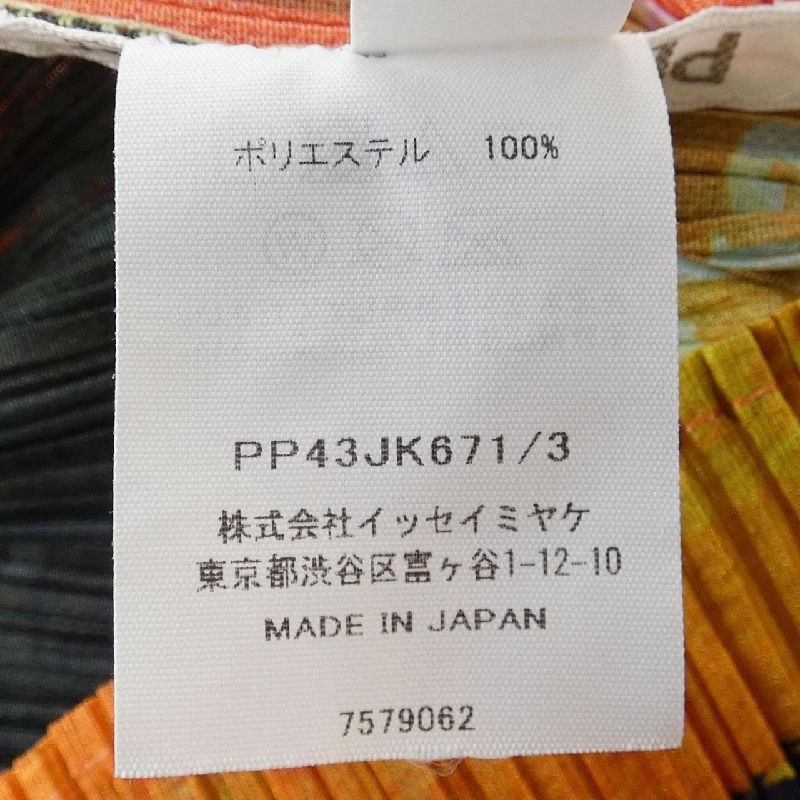 ポリエステル 100%
PP43JK671/3
株式会社イッセイミヤケ
東京都渋谷区富ヶ谷1-12-10
MADE IN JAPAN
7579062